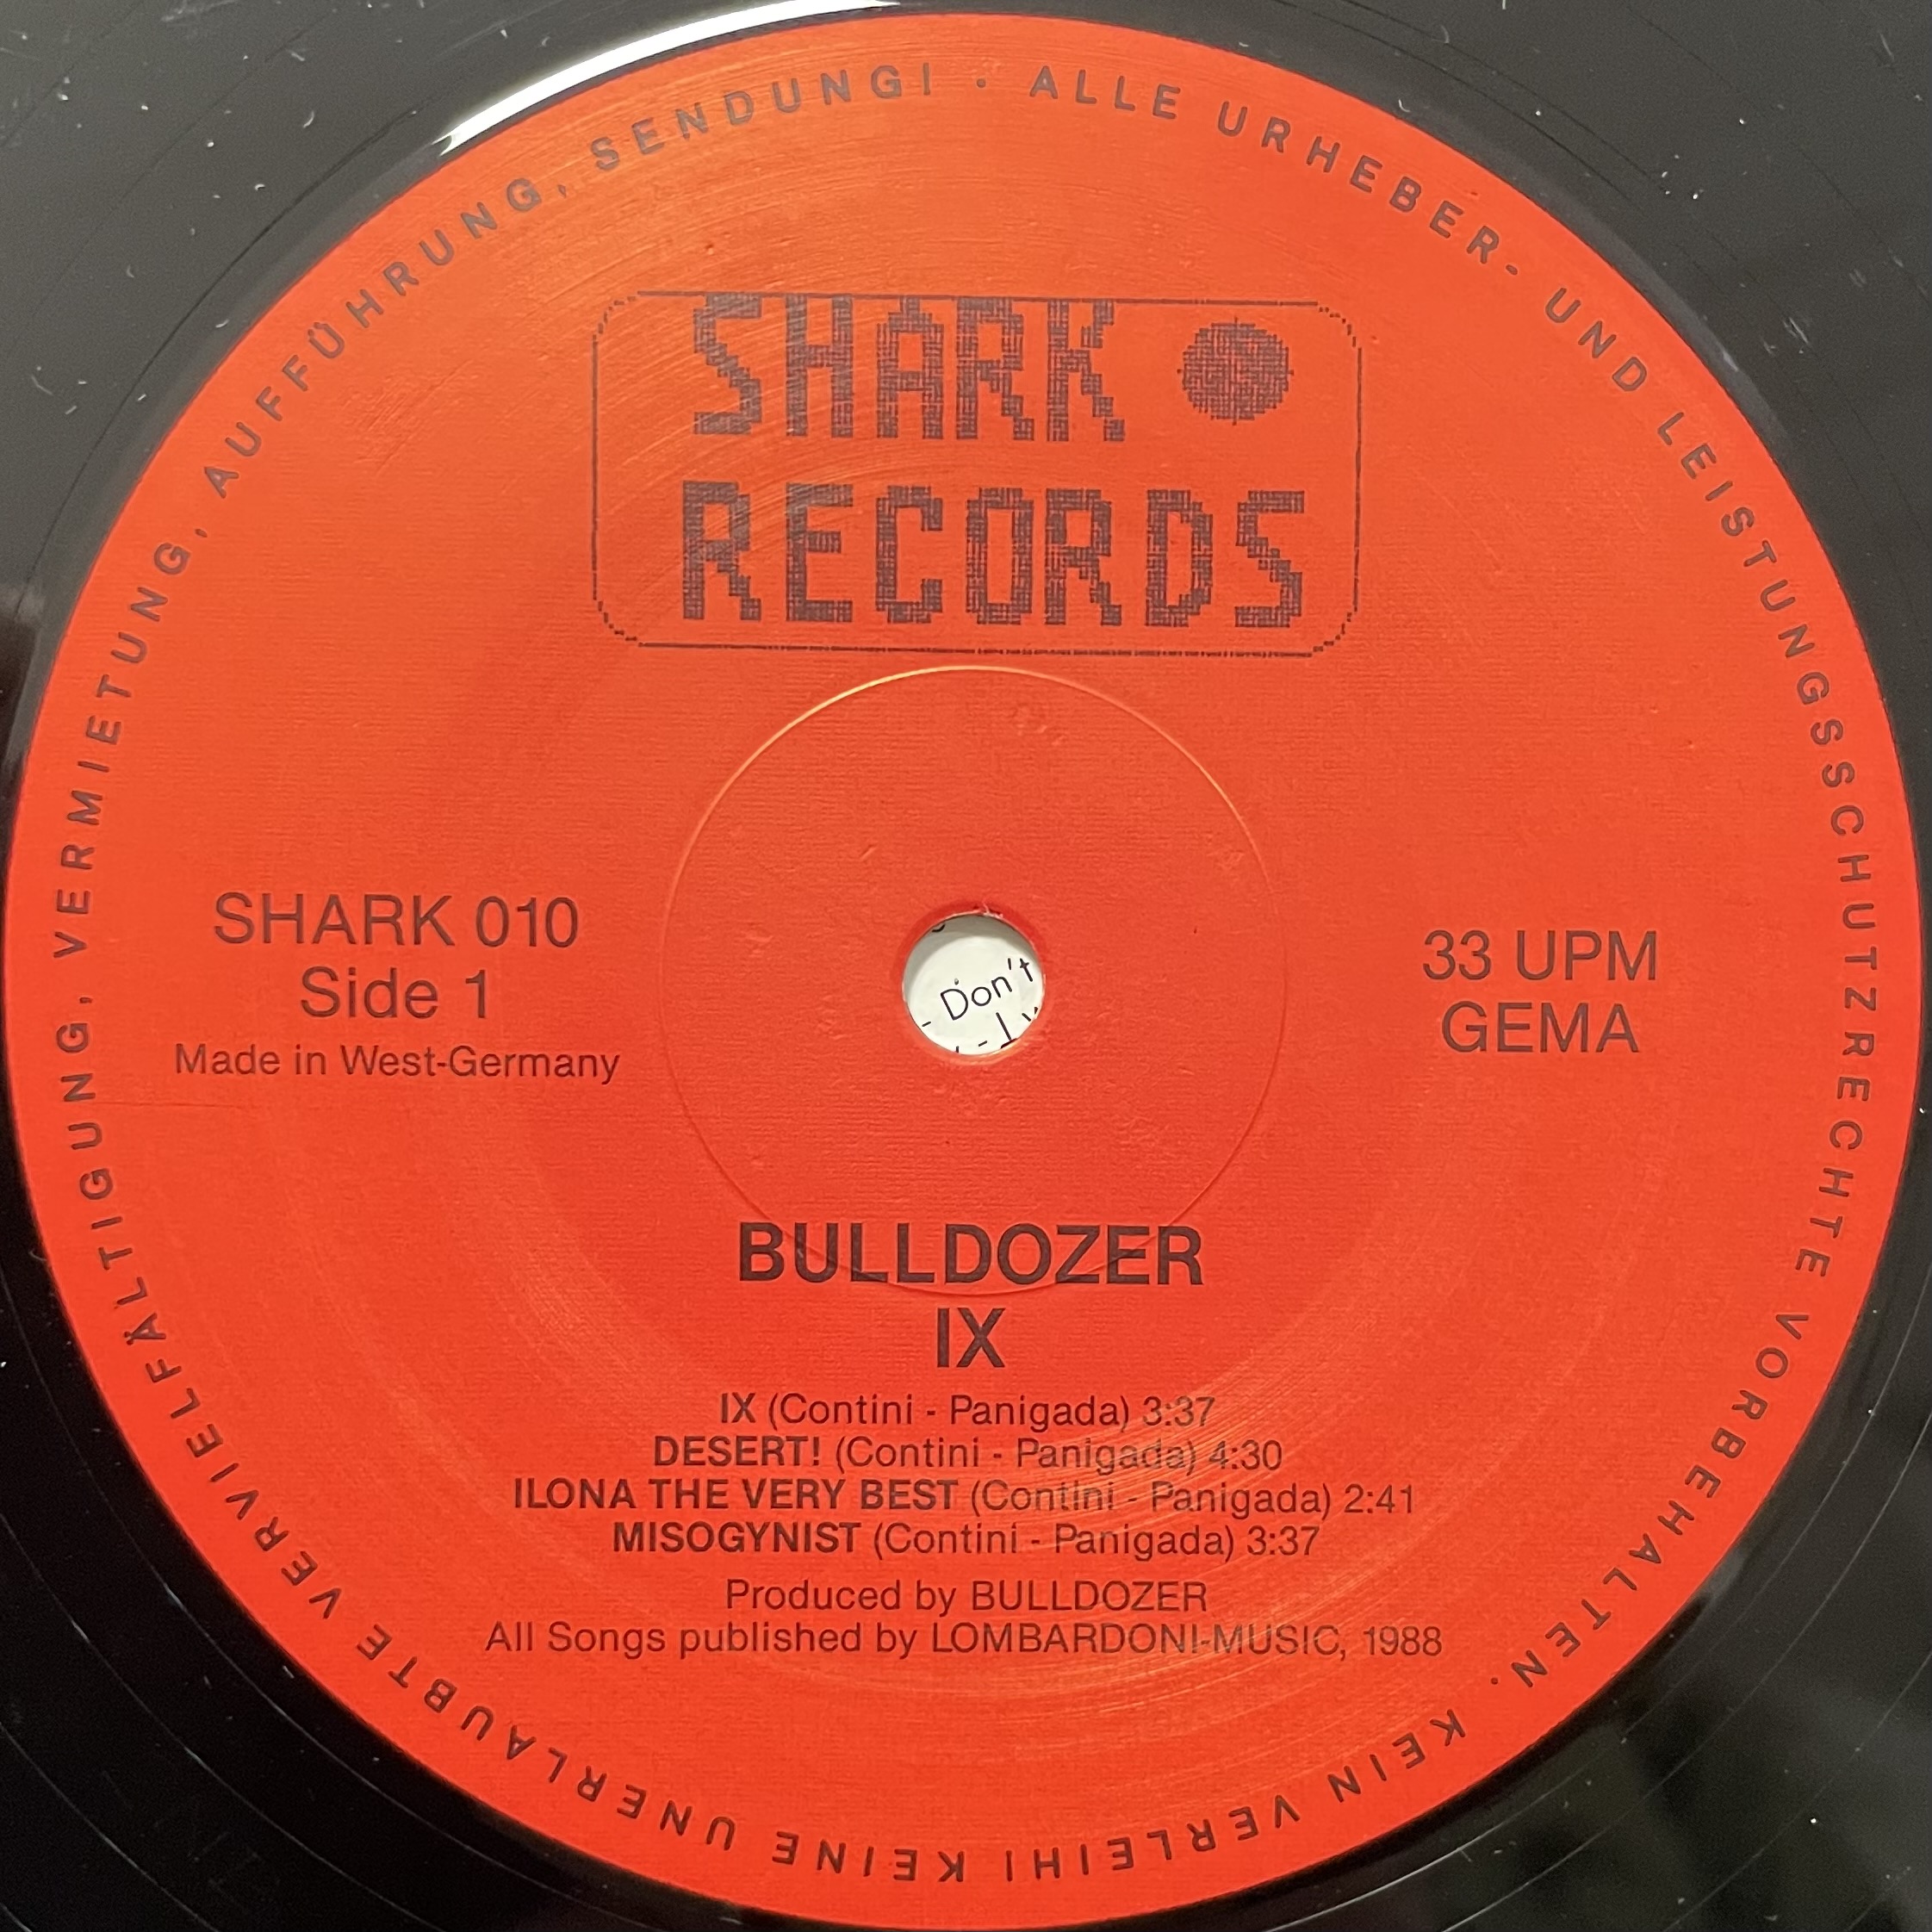 ALLE URHEBER- UND LEISTUNGSSCHUTZRECHTE VORBEHALTEN. KEIN VERLEIH! KEINE UNERLAUBTE VERVIELFÄLTIGUNG, VERMIETUNG, AUFFÜHRUNG, SENDUNG! ·
SHARK
RECORDS
SHARK 010
Side 1
Made in West-Germany
33 UPM
GEMA
- Don't
BULLDOZER
IX
IX (Contini - Panigada) 3:37
DESERT! (Contini - Panigada) 4:30
ILONA THE VERY BEST (Contini - Panigada) 2:41
MISOGYNIST (Contini - Panigada) 3:37
Produced by BULLDOZER
All Songs published by LOMBARDONI-MUSIC, 1988